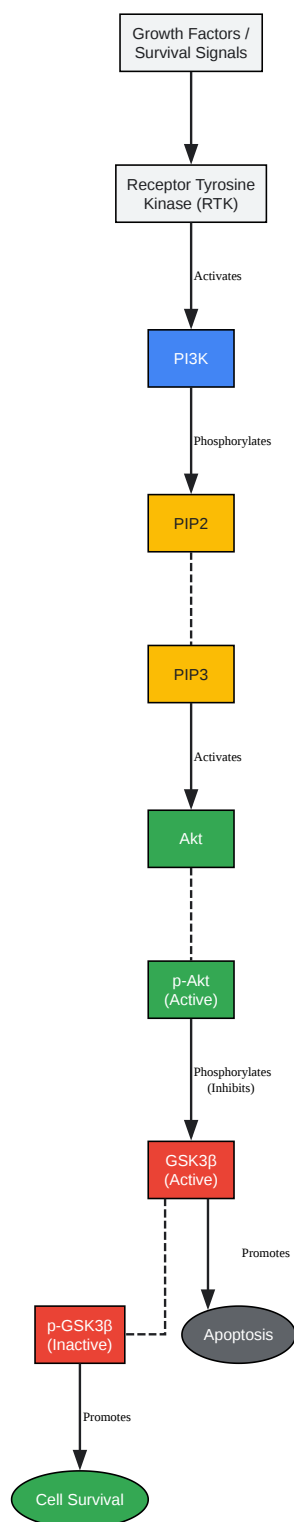 Growth Factors /
Survival Signals
Receptor Tyrosine
Kinase (RTK)
Activates
PI3K
Phosphorylates
PIP2
PIP3
Activates
Akt
p-Akt
(Active)
Phosphorylates
(Inhibits)
GSK3β
(Active)
Promotes
p-GSK3β
(Inactive)
Apoptosis
Promotes
Cell Survival